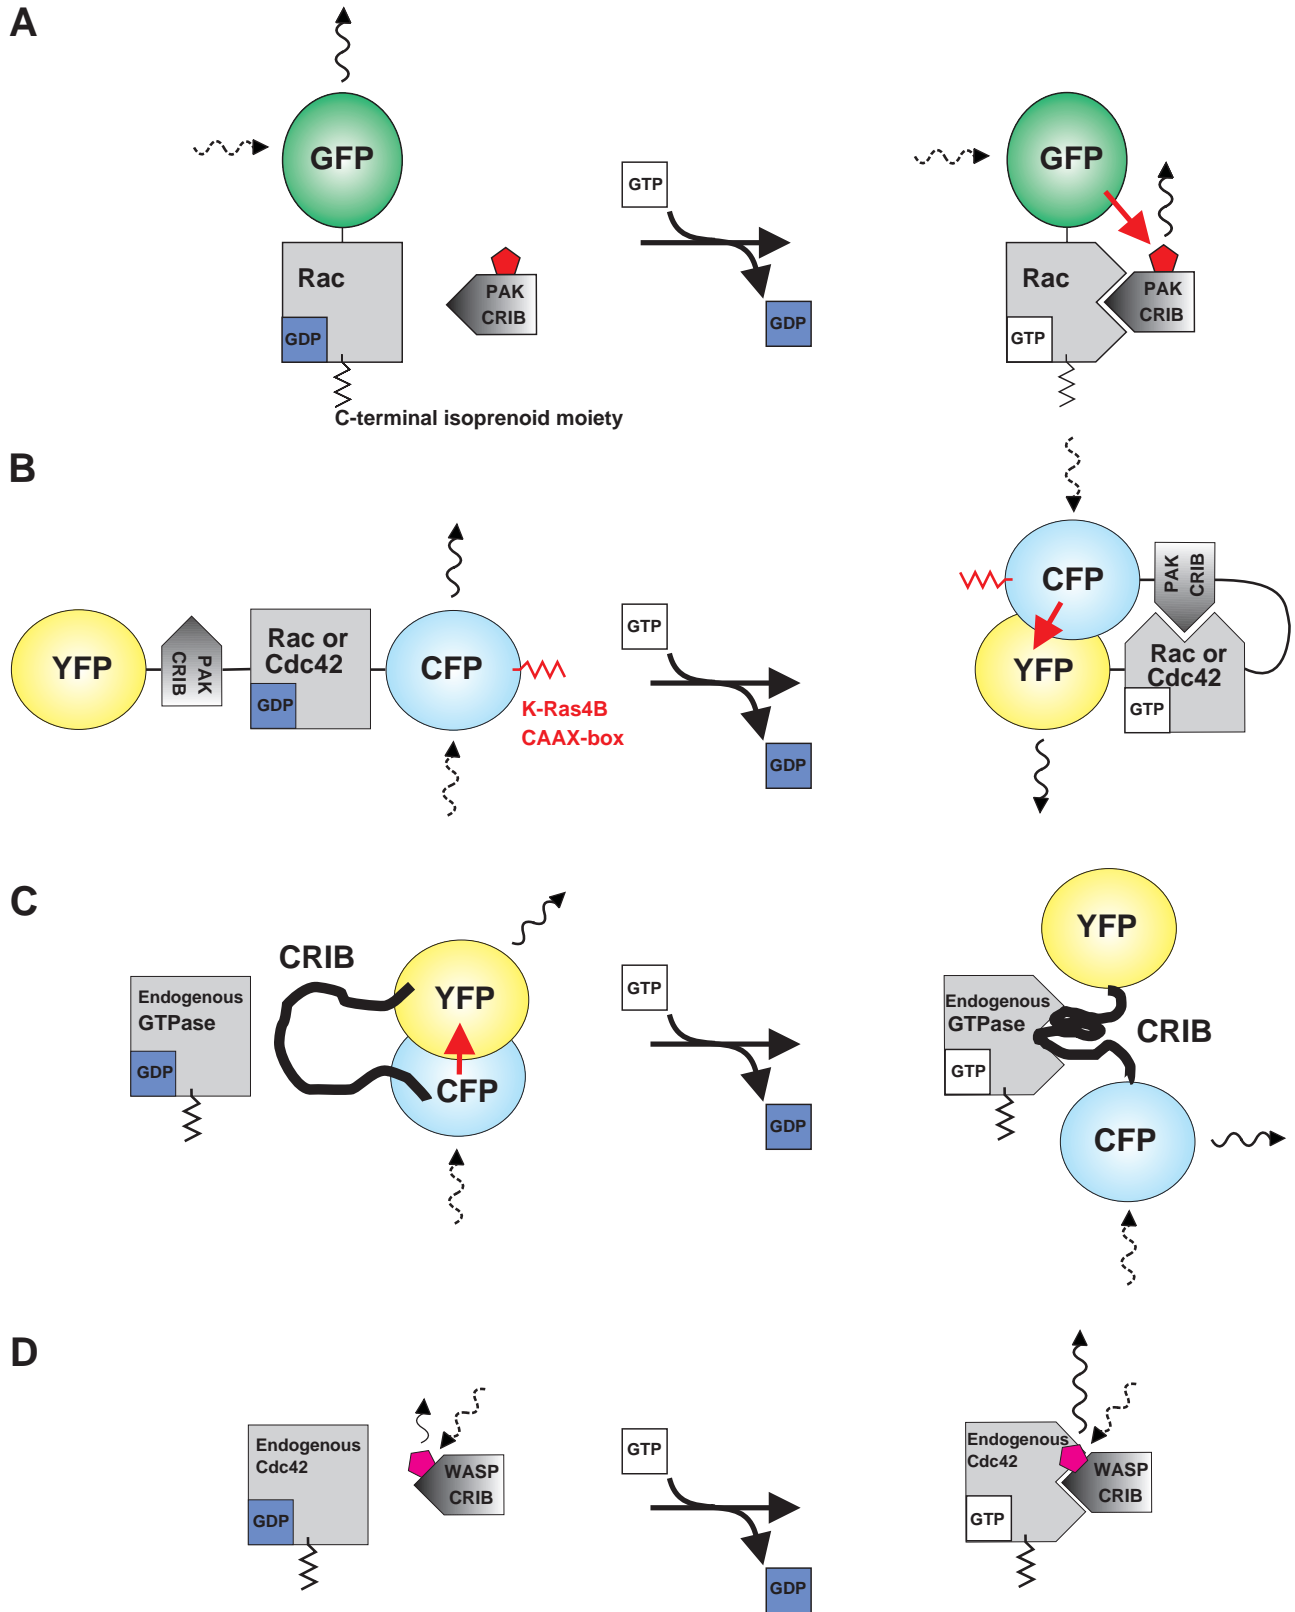 A
GFP
Rac
GDP
PAK
CRIB
C-terminal isoprenoid moiety
GTP
GDP
GFP
Rac
GTP
PAK
CRIB
B
YFP
PAK
CRIB
Rac or
Cdc42
GDP
CFP
K-Ras4B
CAAX-box
GTP
GDP
CFP
PAK
CRIB
YFP
Rac or
Cdc42
GTP
C
Endogenous
GTPase
GDP
CRIB
YFP
CFP
GTP
GDP
YFP
Endogenous
GTPase
GTP
CRIB
CFP
D
Endogenous
Cdc42
GDP
WASP
CRIB
GTP
GDP
Endogenous
Cdc42
GTP
WASP
CRIB